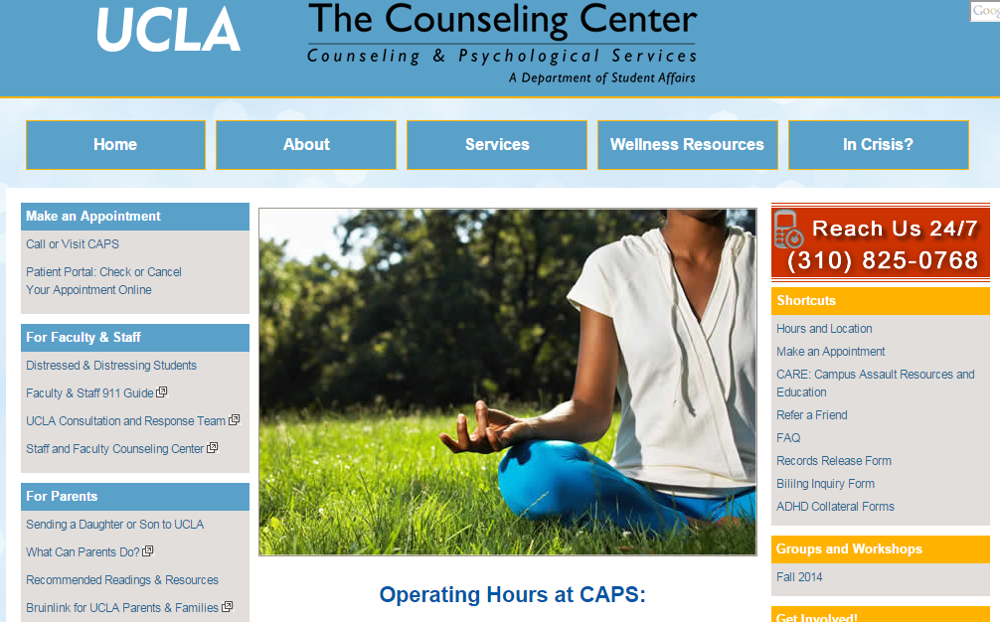 UCLA
The Counseling Center
Counseling & Psychological Services
A Department of Student Affairs
Home
About
Services
Wellness Resources
In Crisis?
Make an Appointment
Call or Visit CAPS
Patient Portal: Check or Cancel
Your Appointment Online
For Faculty & Staff
Distressed & Distressing Students
Faculty & Staff 911 Guide
UCLA Consultation and Response Team
Staff and Faculty Counseling Center
For Parents
Sending a Daughter or Son to UCLA
What Can Parents Do?
Recommended Readings & Resources
Bruinlink for UCLA Parents & Families
Operating Hours at CAPS:
Reach Us 24/7
(310) 825-0768
Shortcuts
Hours and Location
Make an Appointment
CARE: Campus Assault Resources and
Education
Refer a Friend
FAQ
Records Release Form
Bililng Inquiry Form
ADHD Collateral Forms
Groups and Workshops
Fall 2014
Get Involved!